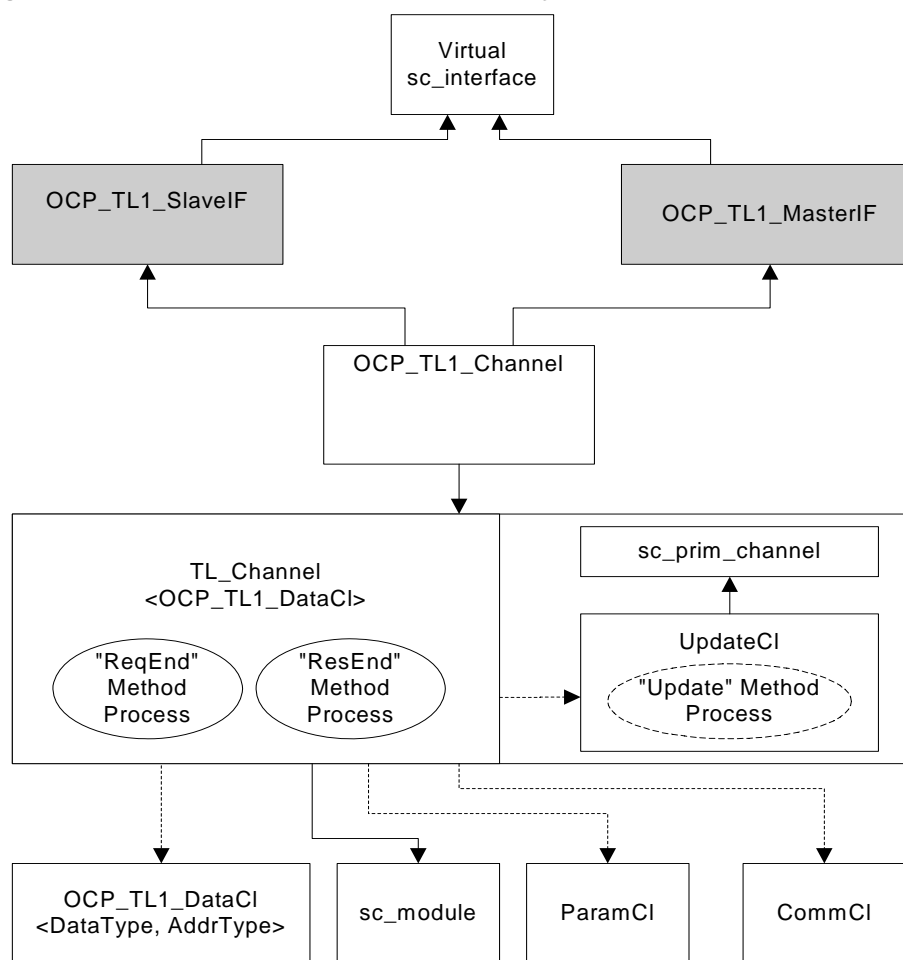 Virtual
sc_interface
OCP_TL1_SlaveIF
OCP_TL1_MasterIF
OCP_TL1_Channel
TL_Channel
<OCP_TL1_DataCl>
"ReqEnd"
Method
Process
"ResEnd"
Method
Process
sc_prim_channel
UpdateCl
"Update" Method
Process
OCP_TL1_DataCl
<DataType, AddrType>
sc_module
ParamCl
CommCl